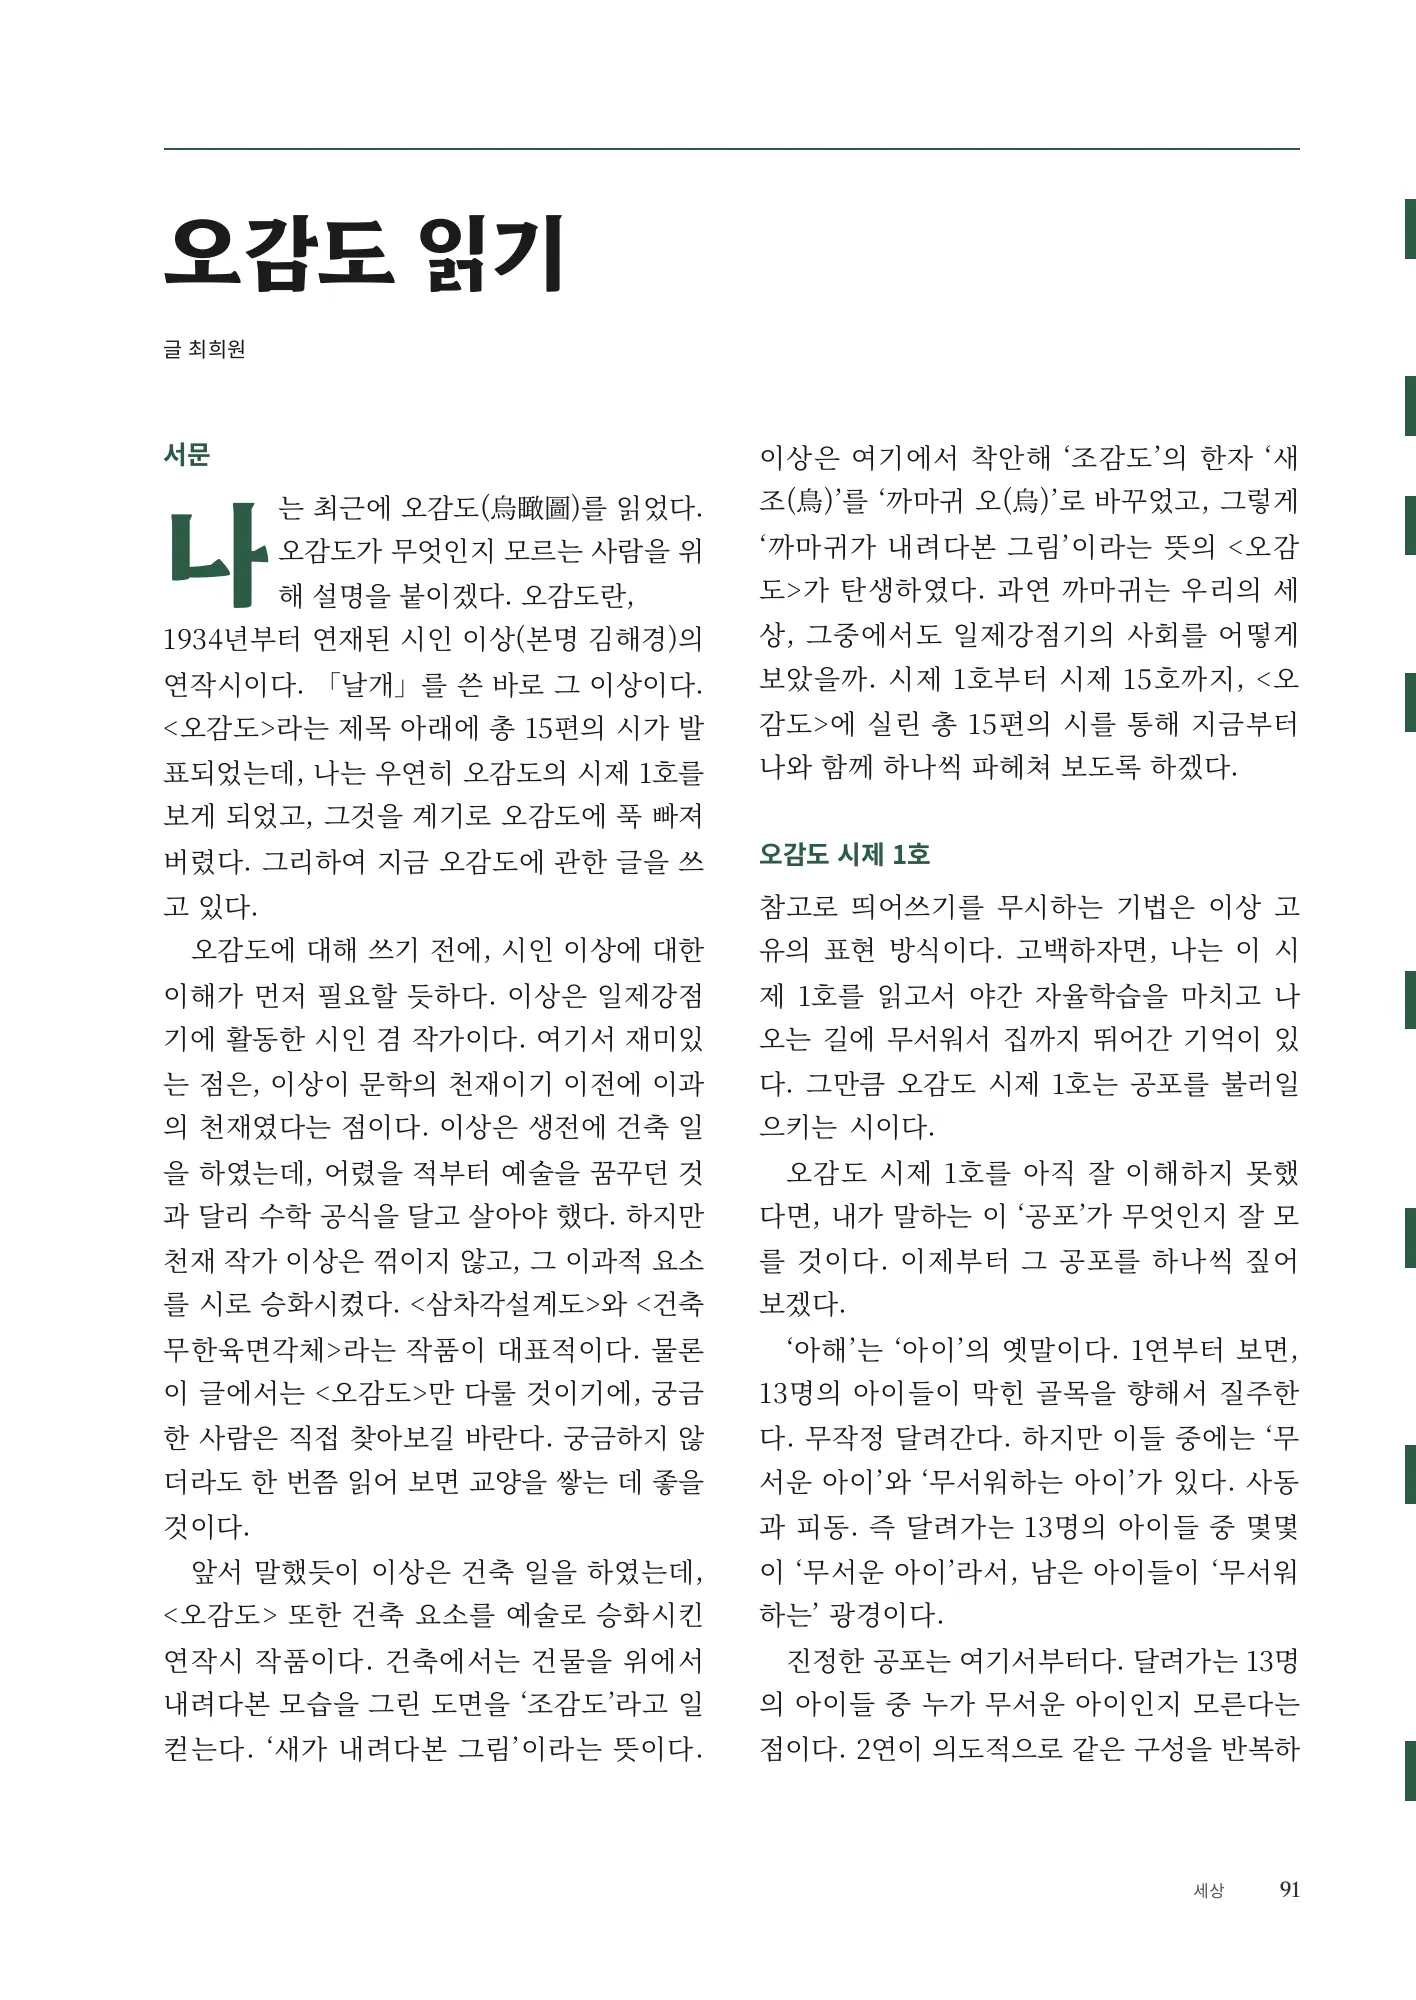 오감도 읽기
글 최희원
서문
나는 최근에 오감도(烏瞰圖)를 읽었다.
오감도가 무엇인지 모르는 사람을 위
해 설명을 붙이겠다. 오감도란,
1934년부터 연재된 시인 이상(본명 김해경)의
연작시이다. 「날개」를 쓴 바로 그 이상이다.
<오감도>라는 제목 아래에 총 15편의 시가 발
표되었는데, 나는 우연히 오감도의 시제 1호를
보게 되었고, 그것을 계기로 오감도에 푹 빠져
버렸다. 그리하여 지금 오감도에 관한 글을 쓰
고 있다.
오감도에 대해 쓰기 전에, 시인 이상에 대한
이해가 먼저 필요할 듯하다. 이상은 일제강점
기에 활동한 시인 겸 작가이다. 여기서 재미있
는 점은, 이상이 문학의 천재이기 이전에 이과
의 천재였다는 점이다. 이상은 생전에 건축 일
을 하였는데, 어렸을 적부터 예술을 꿈꾸던 것
과 달리 수학 공식을 달고 살아야 했다. 하지만
천재 작가 이상은 꺾이지 않고, 그 이과적 요소
를 시로 승화시켰다. <삼차각설계도>와 <건축
무한육면각체>라는 작품이 대표적이다. 물론
이 글에서는 <오감도>만 다룰 것이기에, 궁금
한 사람은 직접 찾아보길 바란다. 궁금하지 않
더라도 한 번쯤 읽어 보면 교양을 쌓는 데 좋을
것이다.
앞서 말했듯이 이상은 건축 일을 하였는데,
<오감도> 또한 건축 요소를 예술로 승화시킨
연작시 작품이다. 건축에서는 건물을 위에서
내려다본 모습을 그린 도면을 ‘조감도’라고 일
컫는다. ‘새가 내려다본 그림’이라는 뜻이다.
이상은 여기에서 착안해 ‘조감도’의 한자 ‘새
조(鳥)’를 ‘까마귀 오(烏)’로 바꾸었고, 그렇게
‘까마귀가 내려다본 그림’이라는 뜻의 <오감
도>가 탄생하였다. 과연 까마귀는 우리의 세
상, 그중에서도 일제강점기의 사회를 어떻게
보았을까. 시제 1호부터 시제 15호까지, <오
감도>에 실린 총 15편의 시를 통해 지금부터
나와 함께 하나씩 파헤쳐 보도록 하겠다.
오감도 시제 1호
참고로 띄어쓰기를 무시하는 기법은 이상 고
유의 표현 방식이다. 고백하자면, 나는 이 시
제 1호를 읽고서 야간 자율학습을 마치고 나
오는 길에 무서워서 집까지 뛰어간 기억이 있
다. 그만큼 오감도 시제 1호는 공포를 불러일
으키는 시이다.
오감도 시제 1호를 아직 잘 이해하지 못했
다면, 내가 말하는 이 ‘공포’가 무엇인지 잘 모
를 것이다. 이제부터 그 공포를 하나씩 짚어
보겠다.
‘아해’는 ‘아이’의 옛말이다. 1연부터 보면,
13명의 아이들이 막힌 골목을 향해서 질주한
다. 무작정 달려간다. 하지만 이들 중에는 ‘무
서운 아이’와 ‘무서워하는 아이’가 있다. 사동
과 피동. 즉 달려가는 13명의 아이들 중 몇몇
이 ‘무서운 아이’라서, 남은 아이들이 ‘무서워
하는’ 광경이다.
진정한 공포는 여기서부터다. 달려가는 13명
의 아이들 중 누가 무서운 아이인지 모른다는
점이다. 2연이 의도적으로 같은 구성을 반복하
세상 91